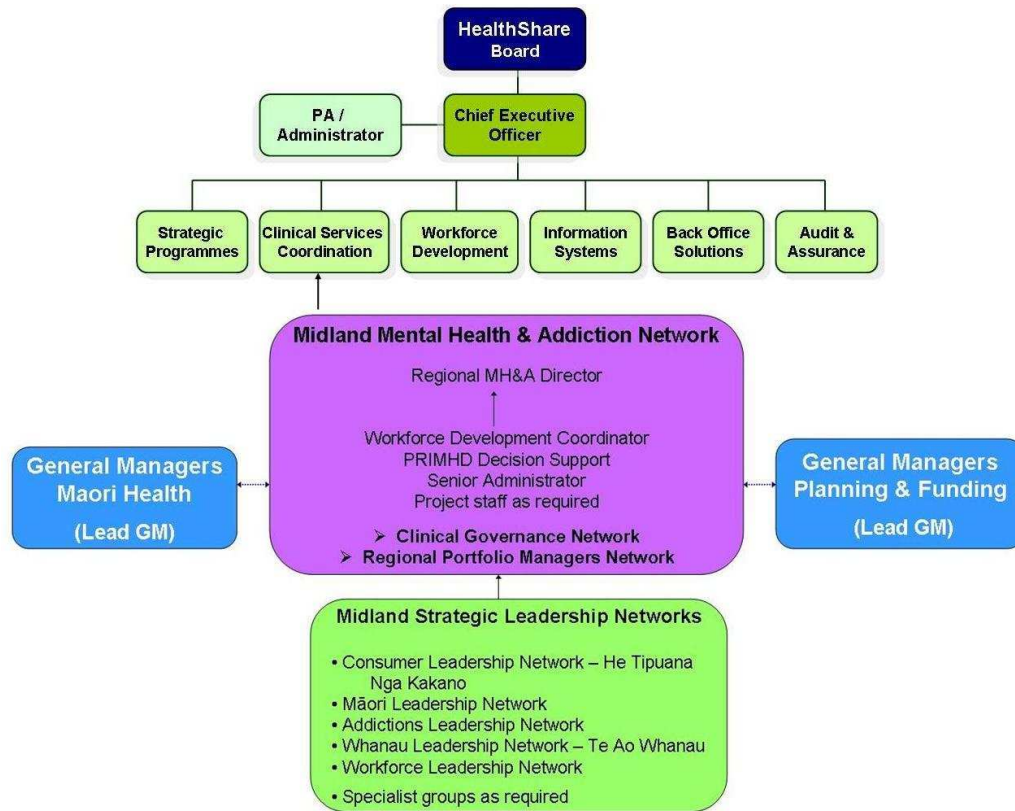 HealthShare
Board
PA /
Administrator
Chief Executive
Officer
Strategic
Programmes
Clinical Services
Coordination
Workforce
Development
Information
Systems
Back Office
Solutions
Audit &
Assurance
Midland Mental Health & Addiction Network
Regional MH&A Director
Workforce Development Coordinator
PRIMHD Decision Support
Senior Administrator
Project staff as required
➢ Clinical Governance Network
➢ Regional Portfolio Managers Network
General Managers
Maori Health
(Lead GM)
General Managers
Planning & Funding
(Lead GM)
Midland Strategic Leadership Networks
• Consumer Leadership Network – He Tipuana
Nga Kakano
• Māori Leadership Network
• Addictions Leadership Network
• Whanau Leadership Network – Te Ao Whanau
• Workforce Leadership Network
• Specialist groups as required